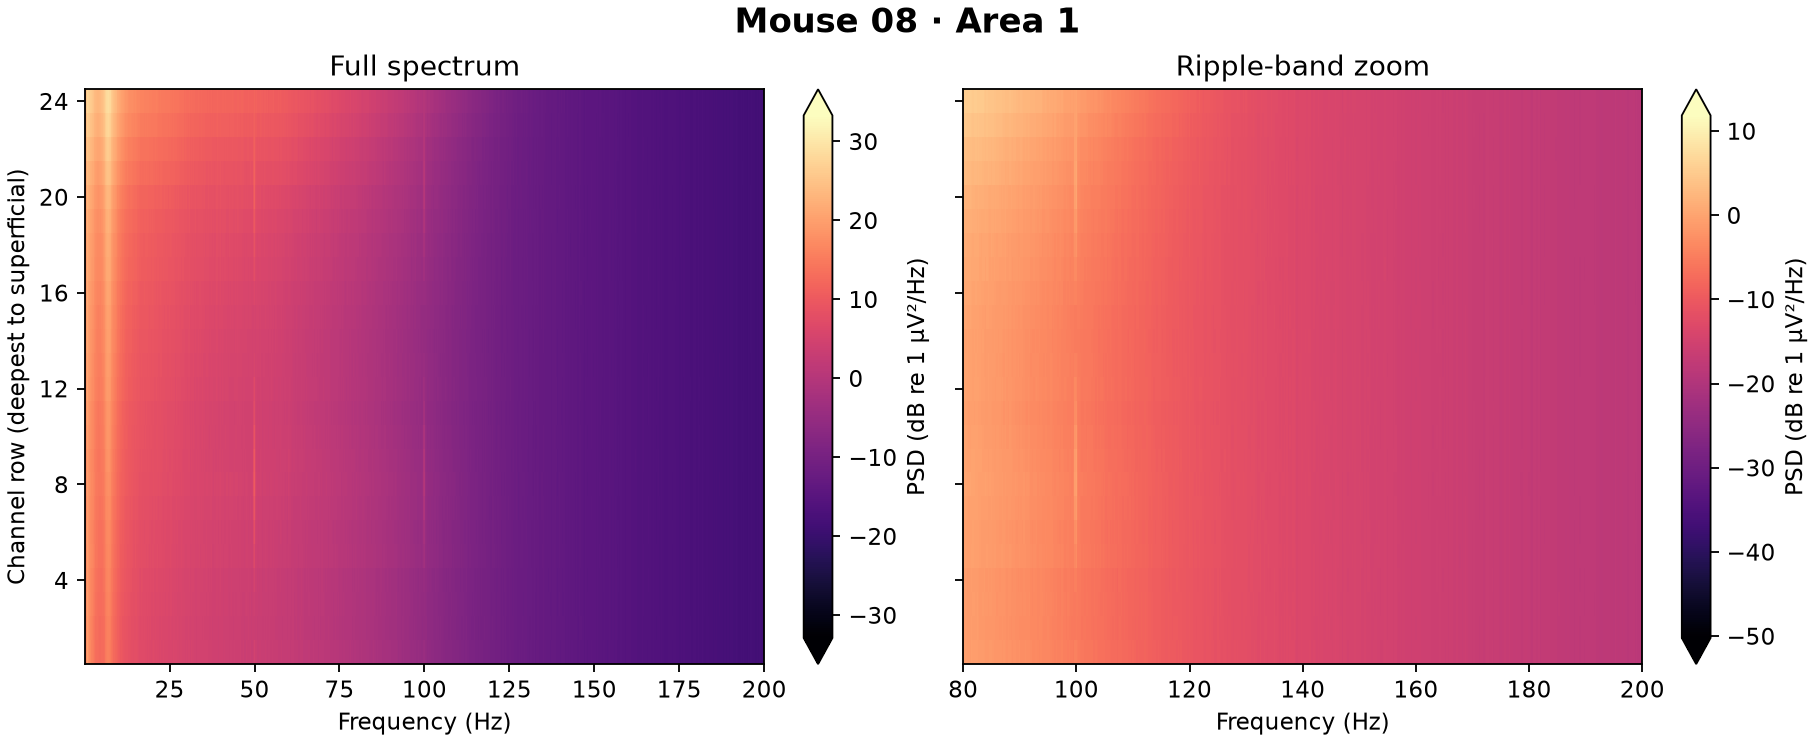 Mouse 08 · Area 1
Full spectrum
Ripple-band zoom
Channel row (deepest to superficial)
24
20
16
12
8
4
25 50 75 100 125 150 175 200
Frequency (Hz)
30
20
10
0
−10
−20
−30
PSD (dB re 1 μV²/Hz)
80 100 120 140 160 180 200
Frequency (Hz)
10
0
−10
−20
−30
−40
−50
PSD (dB re 1 μV²/Hz)